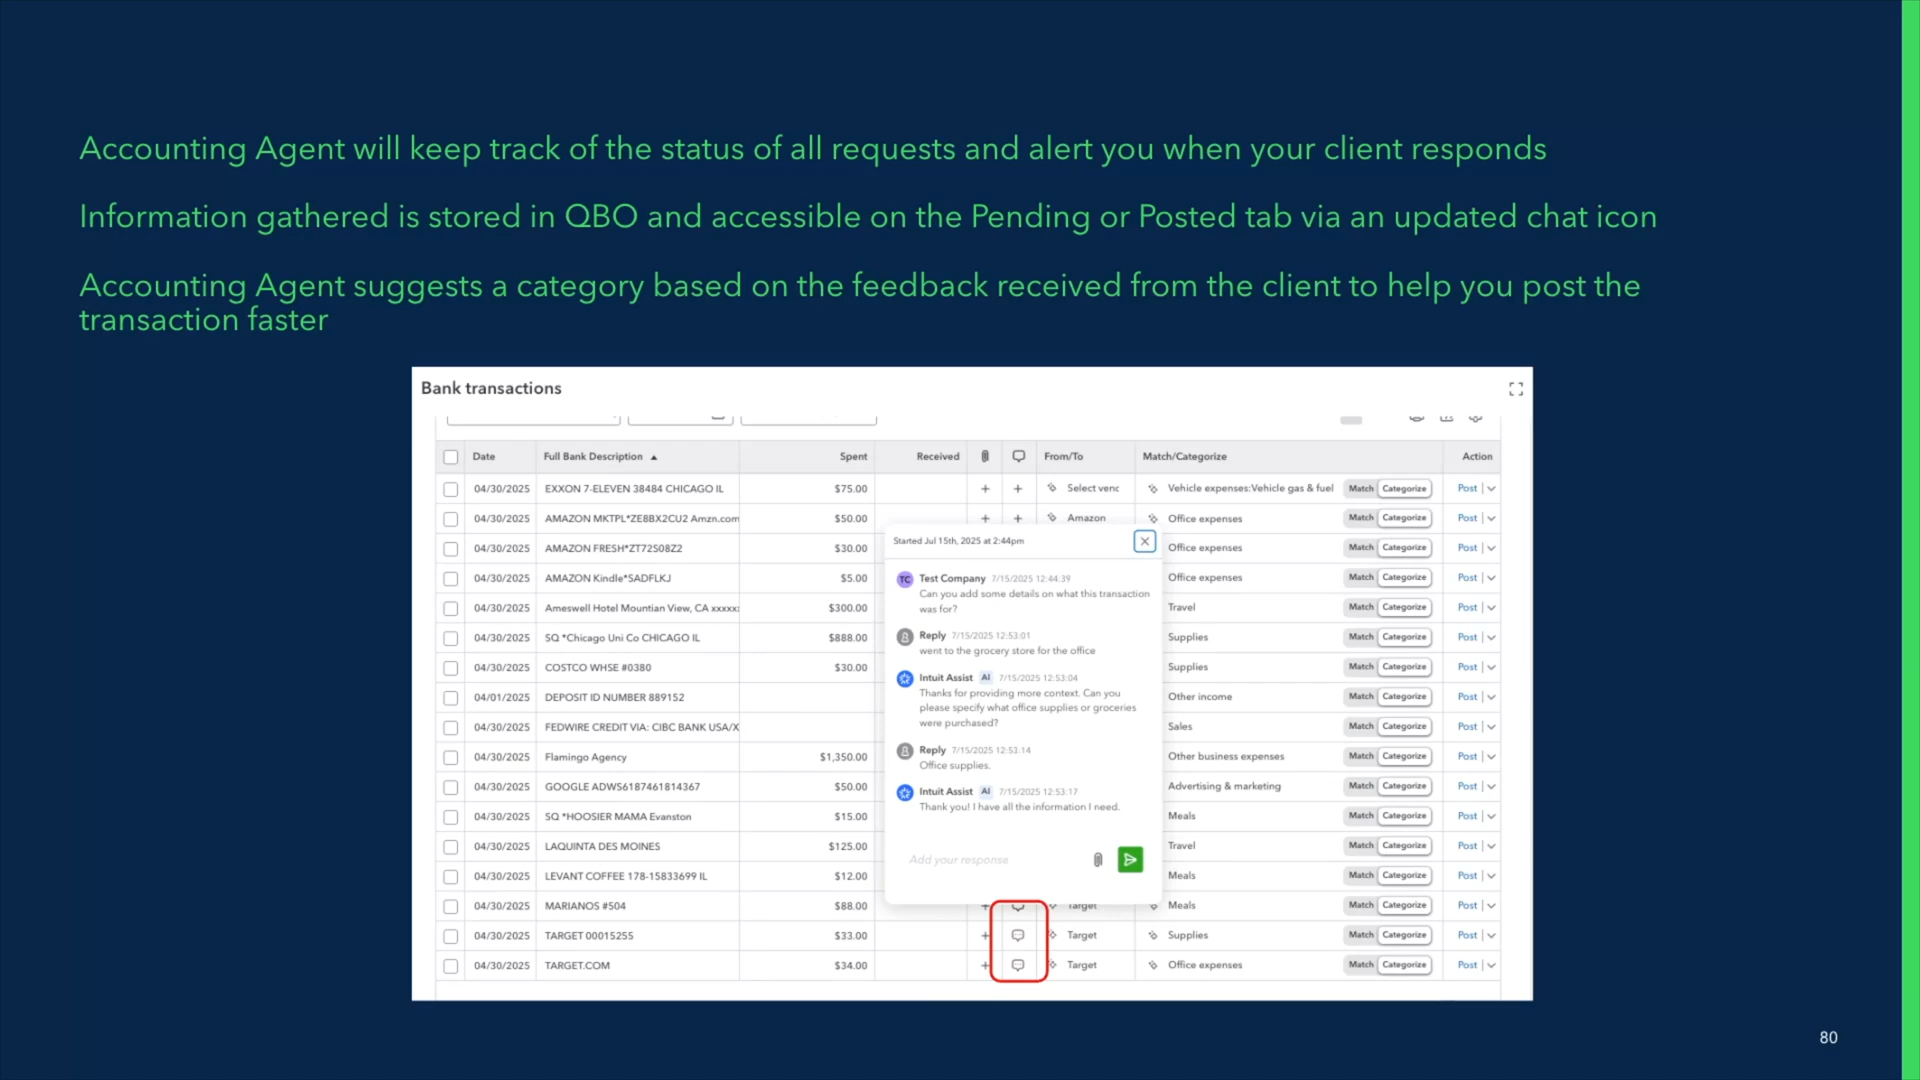 Accounting Agent will keep track of the status of all requests and alert you when your client responds
Information gathered is stored in QBO and accessible on the Pending or Posted tab via an updated chat icon
Accounting Agent suggests a category based on the feedback received from the client to help you post the
transaction faster
Bank transactions
Date Full Bank Description Spent Received From/To Match/Categorize Action
04/30/2025 EXXON 7-ELEVEN 38484 CHICAGO IL $75.00 + + Select venc Vehicle expenses:Vehicle gas & fuel Match Categorize Post
04/30/2025 AMAZON MKTPL*ZE8BX2CU2 Amzn.com $50.00 + + Amazon Office expenses Match Categorize Post
04/30/2025 AMAZON FRESH*ZT72S08Z2 $30.00 Office expenses Match Categorize Post
04/30/2025 AMAZON Kindle*SADFLKJ $5.00 Office expenses Match Categorize Post
04/30/2025 Ameswell Hotel Mountian View, CA xxxxx $300.00 Travel Match Categorize Post
04/30/2025 SQ *Chicago Uni Co CHICAGO IL $888.00 Supplies Match Categorize Post
04/30/2025 COSTCO WHSE #0380 $30.00 Supplies Match Categorize Post
04/01/2025 DEPOSIT ID NUMBER 889152 Other income Match Categorize Post
04/30/2025 FEDWIRE CREDIT VIA: CIBC BANK USA/X Sales Match Categorize Post
04/30/2025 Flamingo Agency $1,350.00 Other business expenses Match Categorize Post
04/30/2025 GOOGLE ADWS6187461814367 $50.00 Advertising & marketing Match Categorize Post
04/30/2025 SQ *HOOSIER MAMA Evanston $15.00 Meals Match Categorize Post
04/30/2025 LAQUINTA DES MOINES $125.00 Travel Match Categorize Post
04/30/2025 LEVANT COFFEE 178-15833699 IL $12.00 Meals Match Categorize Post
04/30/2025 MARIANOS #504 $88.00 + Target Meals Match Categorize Post
04/30/2025 TARGET 00015255 $33.00 + Target Supplies Match Categorize Post
04/30/2025 TARGET.COM $34.00 + Target Office expenses Match Categorize Post
Started Jul 15th, 2025 at 2:44pm
TC Test Company 7/15/2025 12:44:39
Can you add some details on what this transaction
was for?
Reply 7/15/2025 12:53:01
went to the grocery store for the office
Intuit Assist AI 7/15/2025 12:53:04
Thanks for providing more context. Can you
please specify what office supplies or groceries
were purchased?
Reply 7/15/2025 12:53:14
Office supplies.
Intuit Assist AI 7/15/2025 12:53:17
Thank you! I have all the information I need.
Add your response
80